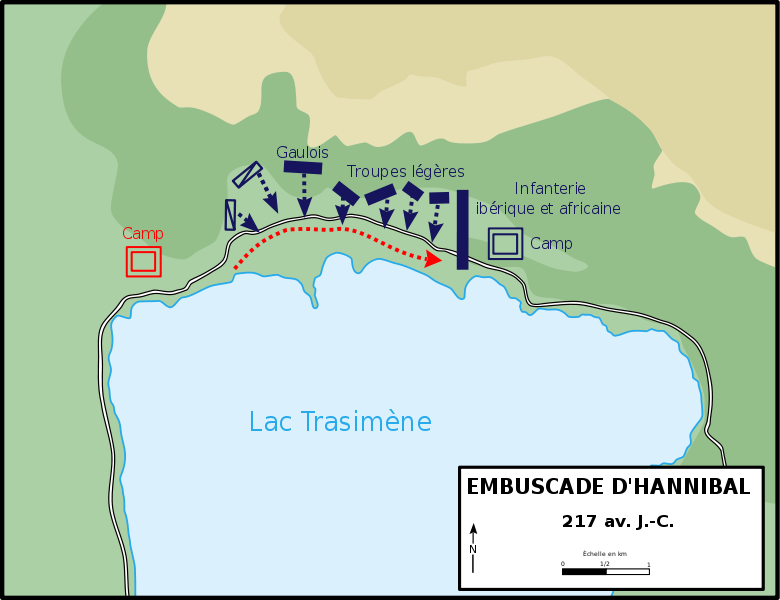 Gaulois
Troupes légères
Infanterie
ibérique et africaine
Camp
Camp
Lac Trasimène
EMBUSCADE D'HANNIBAL
217 av. J.-C.
N
Échelle en km
0 1/2 1